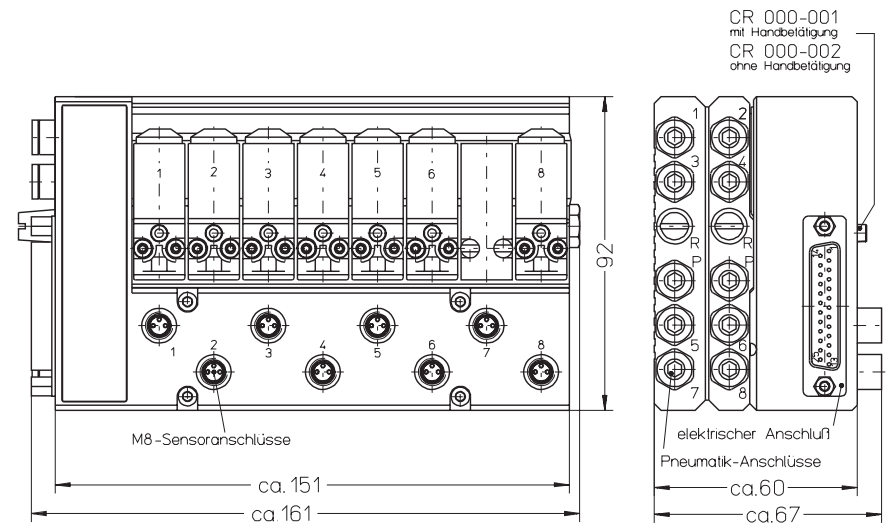 CR 000-001
mit Handbetätigung
CR 000-002
ohne Handbetätigung
1 2
3 4
R R
P P
5 6
7 8
1 2 3 4 5 6 8
92
2 4 6 8
1 3 5 7
M8-Sensoranschlüsse
elektrischer Anschluß
Pneumatik-Anschlüsse
ca.151
ca.161
ca.60
ca.67